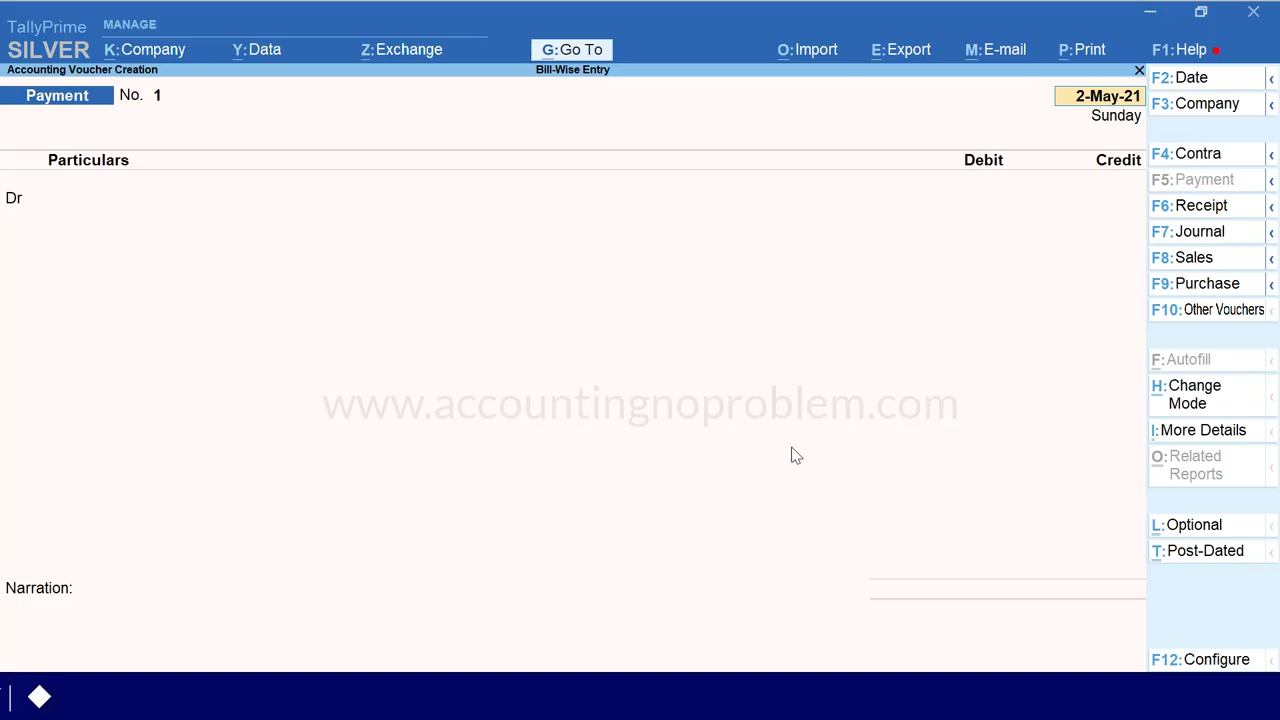 TallyPrime MANAGE
SILVER K:Company Y:Data Z:Exchange G:Go To O:Import E:Export M:E-mail P:Print F1:Help
Accounting Voucher Creation Bill-Wise Entry
Payment No. 1 2-May-21
Sunday
Particulars Debit Credit
Dr
www.accountingnoproblem.com
Narration:
F2:Date
F3:Company
F4:Contra
F5:Payment
F6:Receipt
F7:Journal
F8:Sales
F9:Purchase
F10:Other Vouchers
F:Autofill
H:Change
Mode
I:More Details
O:Related
Reports
L:Optional
T:Post-Dated
F12:Configure